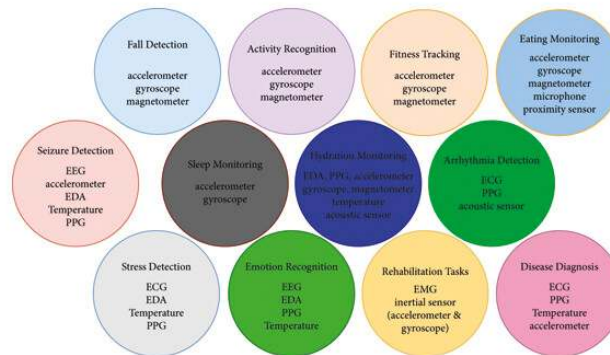 Fall Detection
accelerometer
gyroscope
magnetometer
Activity Recognition
accelerometer
gyroscope
magnetometer
Fitness Tracking
accelerometer
gyroscope
magnetometer
Eating Monitoring
accelerometer
gyroscope
magnetometer
microphone
proximity sensor
Seizure Detection
EEG
accelerometer
EDA
Temperature
PPG
Sleep Monitoring
accelerometer
gyroscope
Hydration Monitoring
EDA, PPG, accelerometer
gyroscope, magnetometer
temperature
acoustic sensor
Arrhythmia Detection
ECG
PPG
acoustic sensor
Stress Detection
ECG
EDA
Temperature
PPG
Emotion Recognition
EEG
EDA
PPG
Temperature
Rehabilitation Tasks
EMG
inertial sensor
(accelerometer &
gyroscope)
Disease Diagnosis
ECG
PPG
Temperature
accelerometer